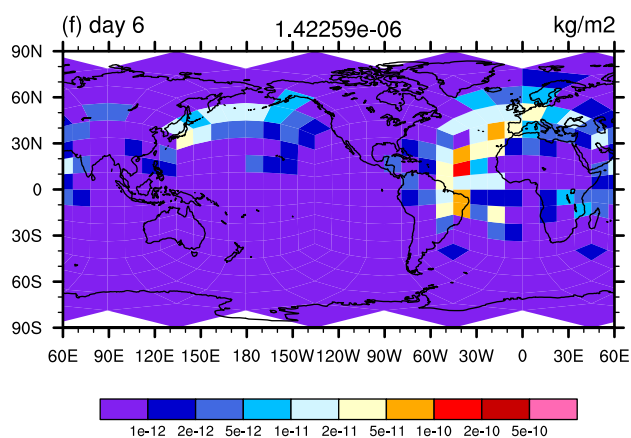 (f) day 6 1.42259e-06 kg/m2
90N
60N
30N
0
30S
60S
90S
60E 90E 120E 150E 180 150W 120W 90W 60W 30W 0 30E 60E
1e-12 2e-12 5e-12 1e-11 2e-11 5e-11 1e-10 2e-10 5e-10